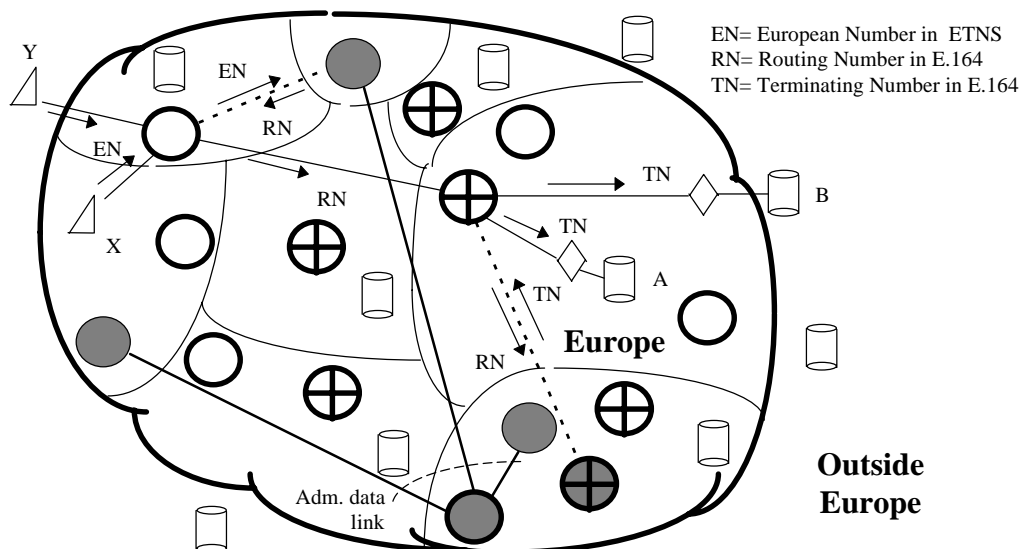 EN= European Number in ETNS
RN= Routing Number in E.164
TN= Terminating Number in E.164
Y
EN
RN
EN
RN
X
TN
B
TN
A
TN
RN
Europe
Adm. data
link
Outside
Europe